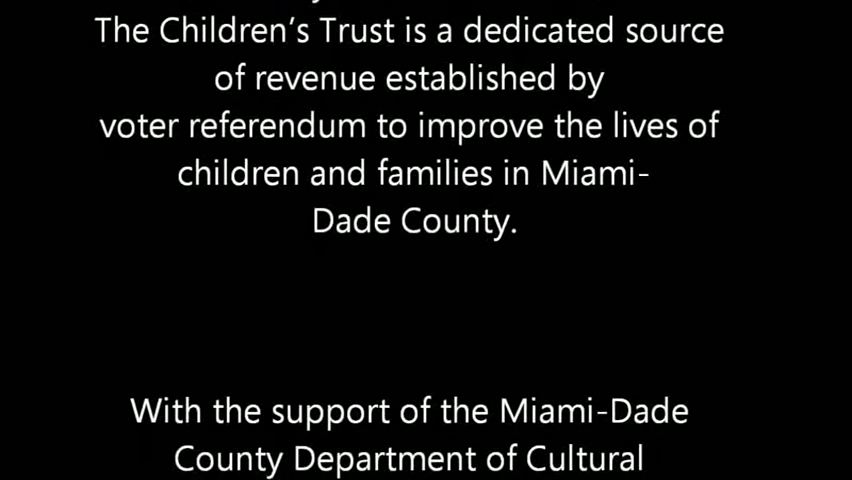 The Children’s Trust is a dedicated source
of revenue established by
voter referendum to improve the lives of
children and families in Miami-
Dade County.
With the support of the Miami-Dade
County Department of Cultural